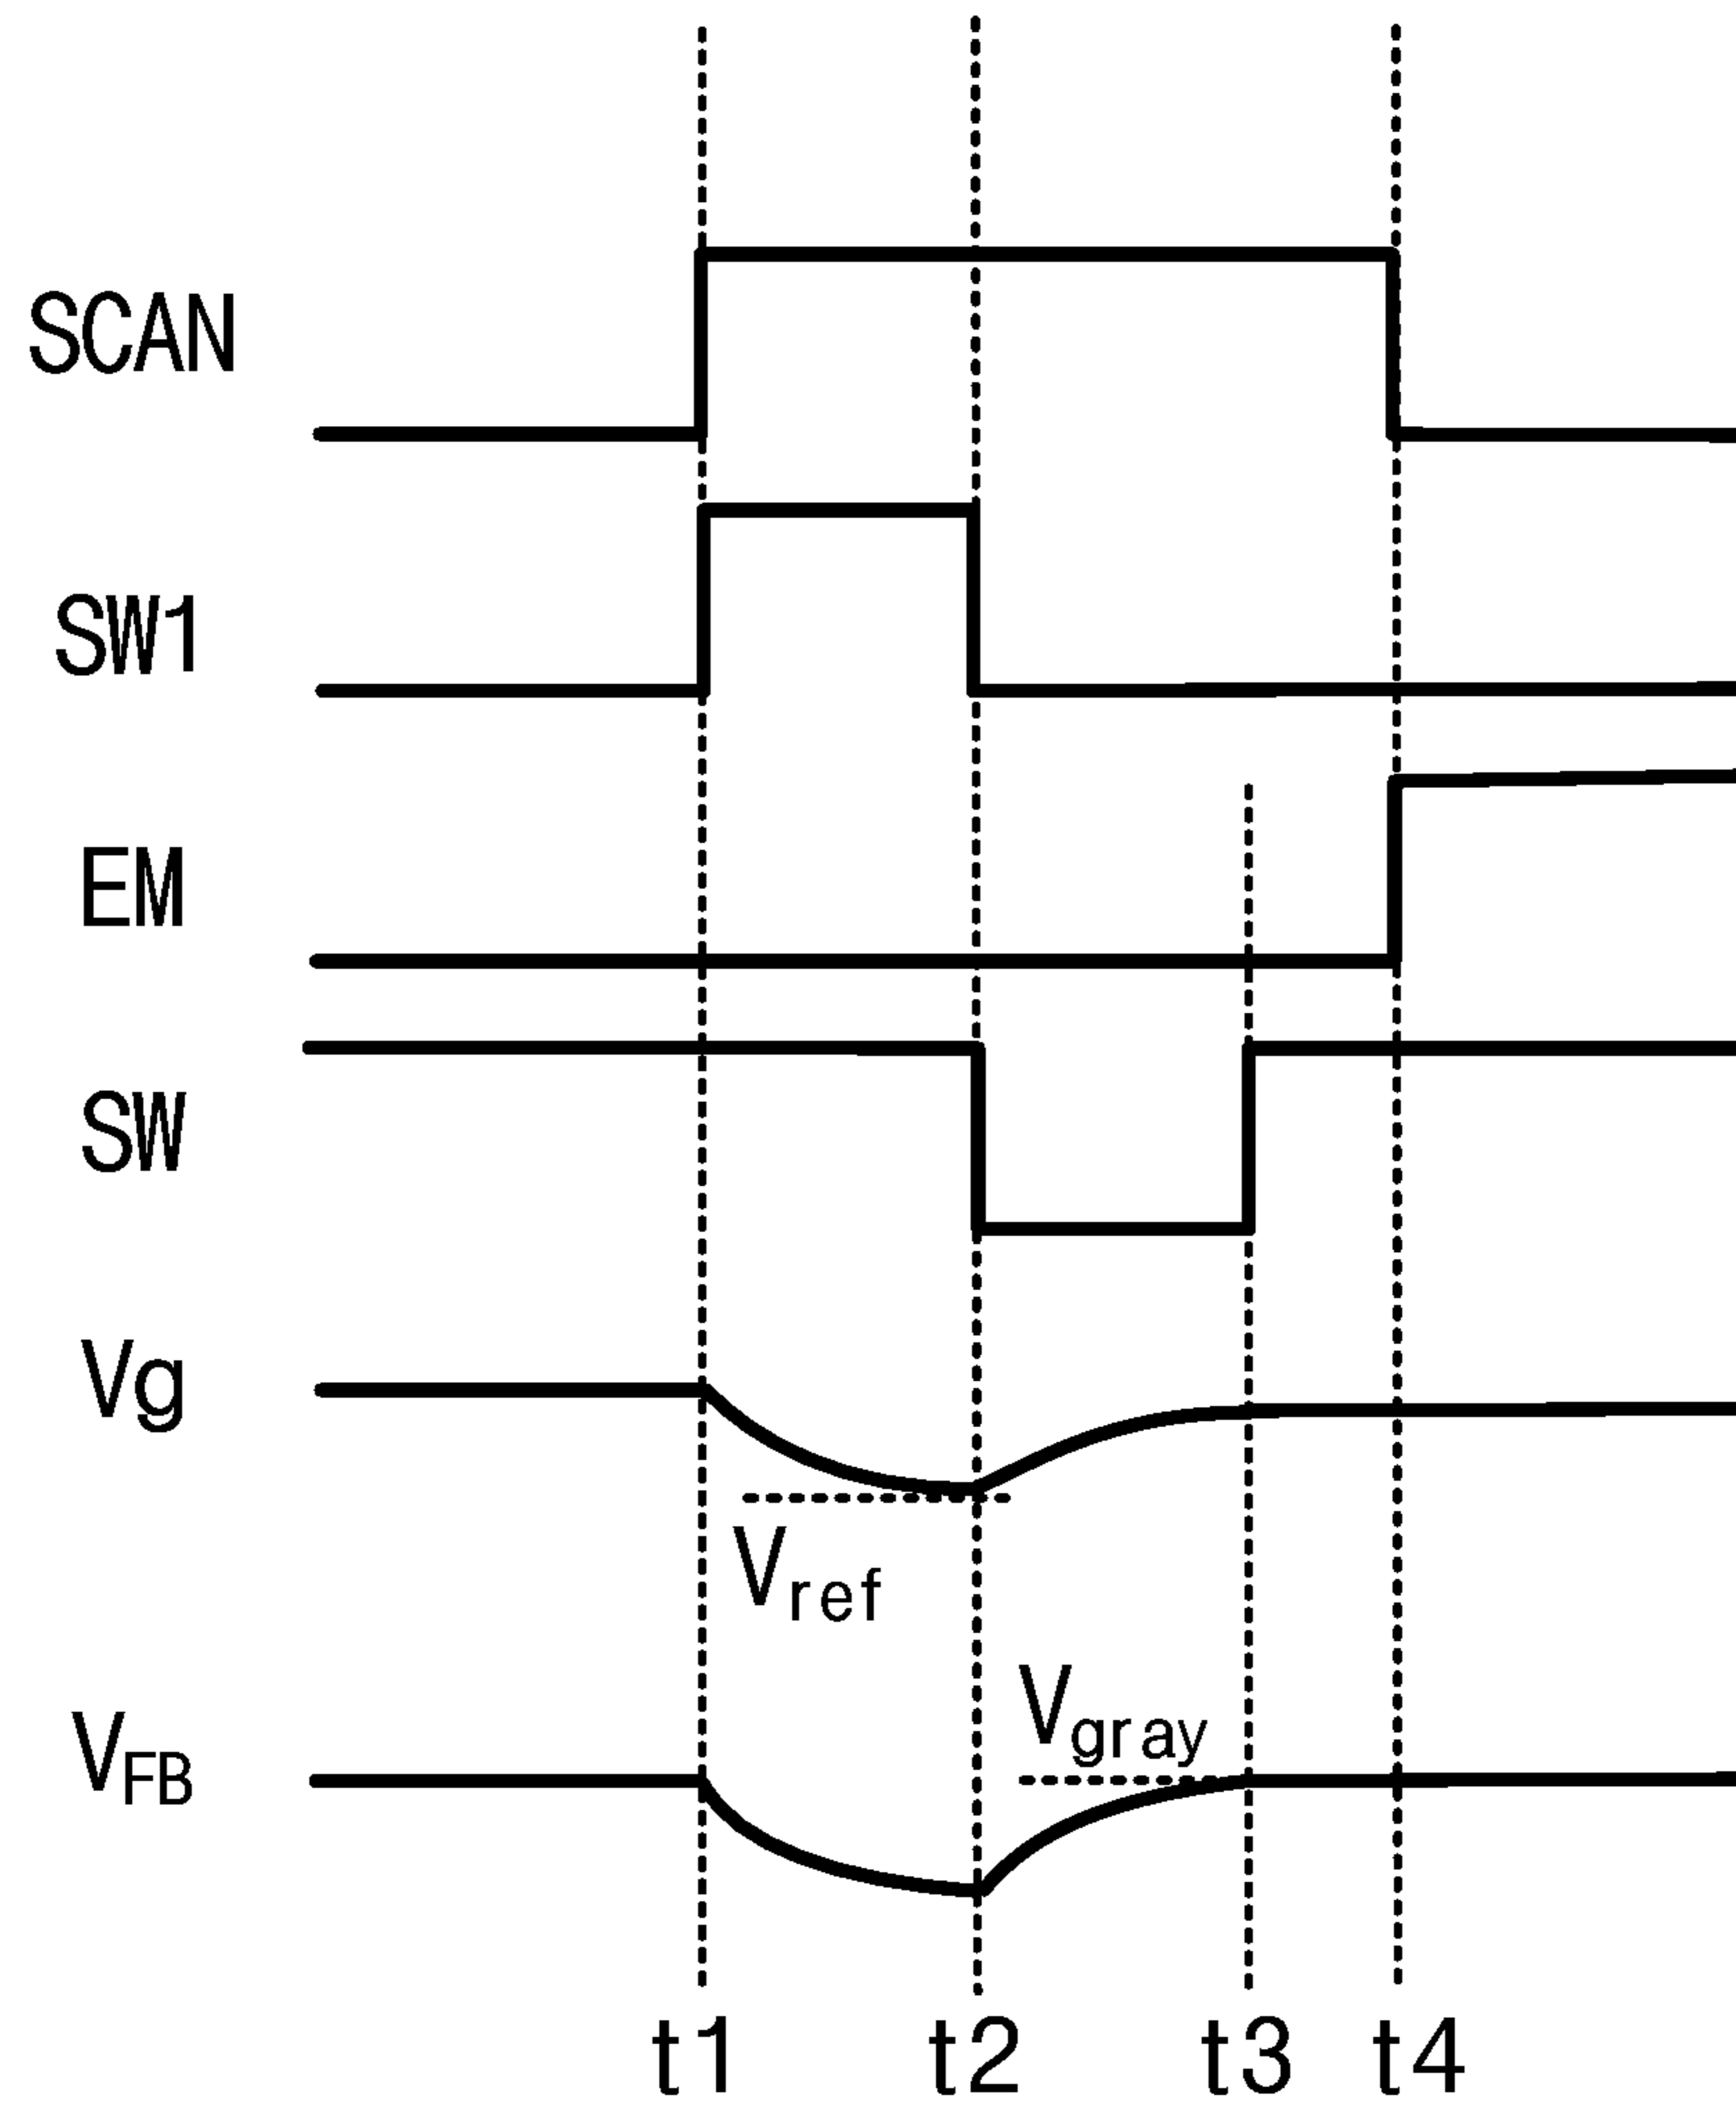 SCAN
SW1
EM
SW
Vg
Vref
Vgray
VFB
t1 t2 t3 t4